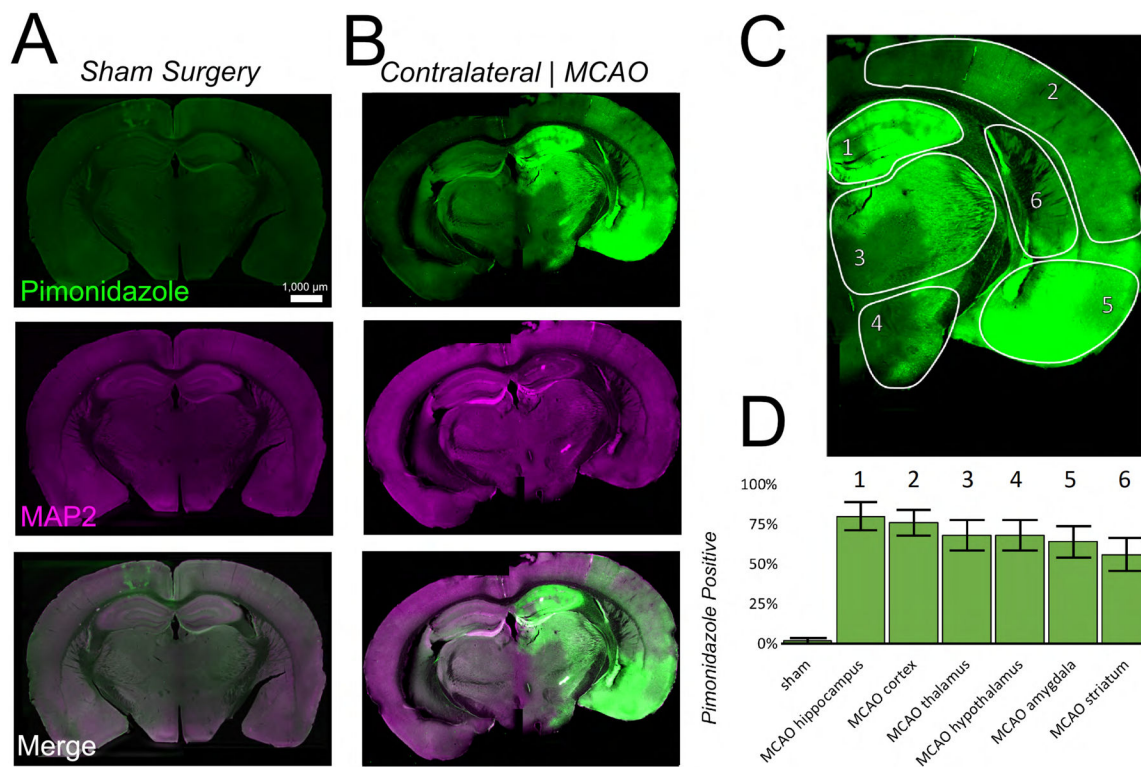 A
Sham Surgery
B
Contralateral | MCAO
C
Pimonidazole
1,000 µm
MAP2
Merge
1
2
3
4
5
6
D
Pimonidazole Positive
100%
75%
50%
25%
0%
1 2 3 4 5 6
sham
MCAO hippocampus
MCAO cortex
MCAO thalamus
MCAO hypothalamus
MCAO amygdala
MCAO striatum